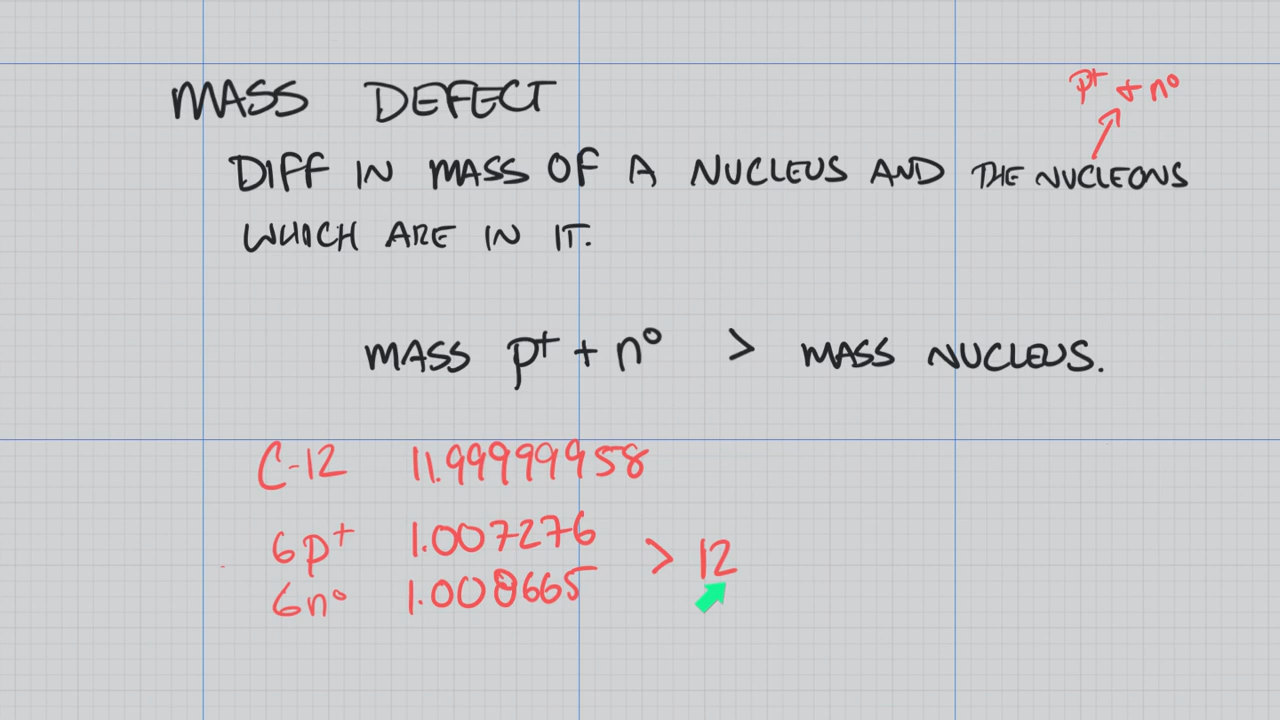 MASS DEFECT
p+ + n°
DIFF IN MASS OF A NUCLEUS AND THE NUCLEONS
WHICH ARE IN IT.
MASS p+ + n° > MASS NUCLEUS.
C-12 11.99999958
6p+ 1.007276
> 12
6n° 1.008665